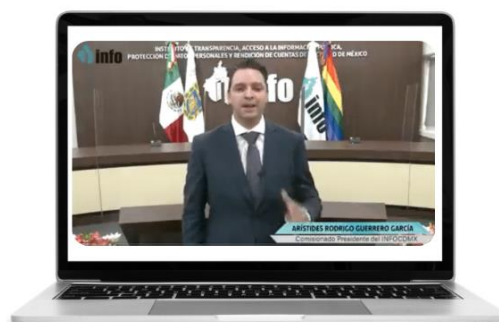 info
INSTITUTO DE TRANSPARENCIA, ACCESO A LA INFORMACIÓN PÚBLICA,
PROTECCIÓN DE DATOS PERSONALES Y RENDICIÓN DE CUENTAS DE LA CIUDAD DE MÉXICO
info
info
ARÍSTIDES RODRIGO GUERRERO GARCÍA
Comisionado Presidente del INFOCDMX